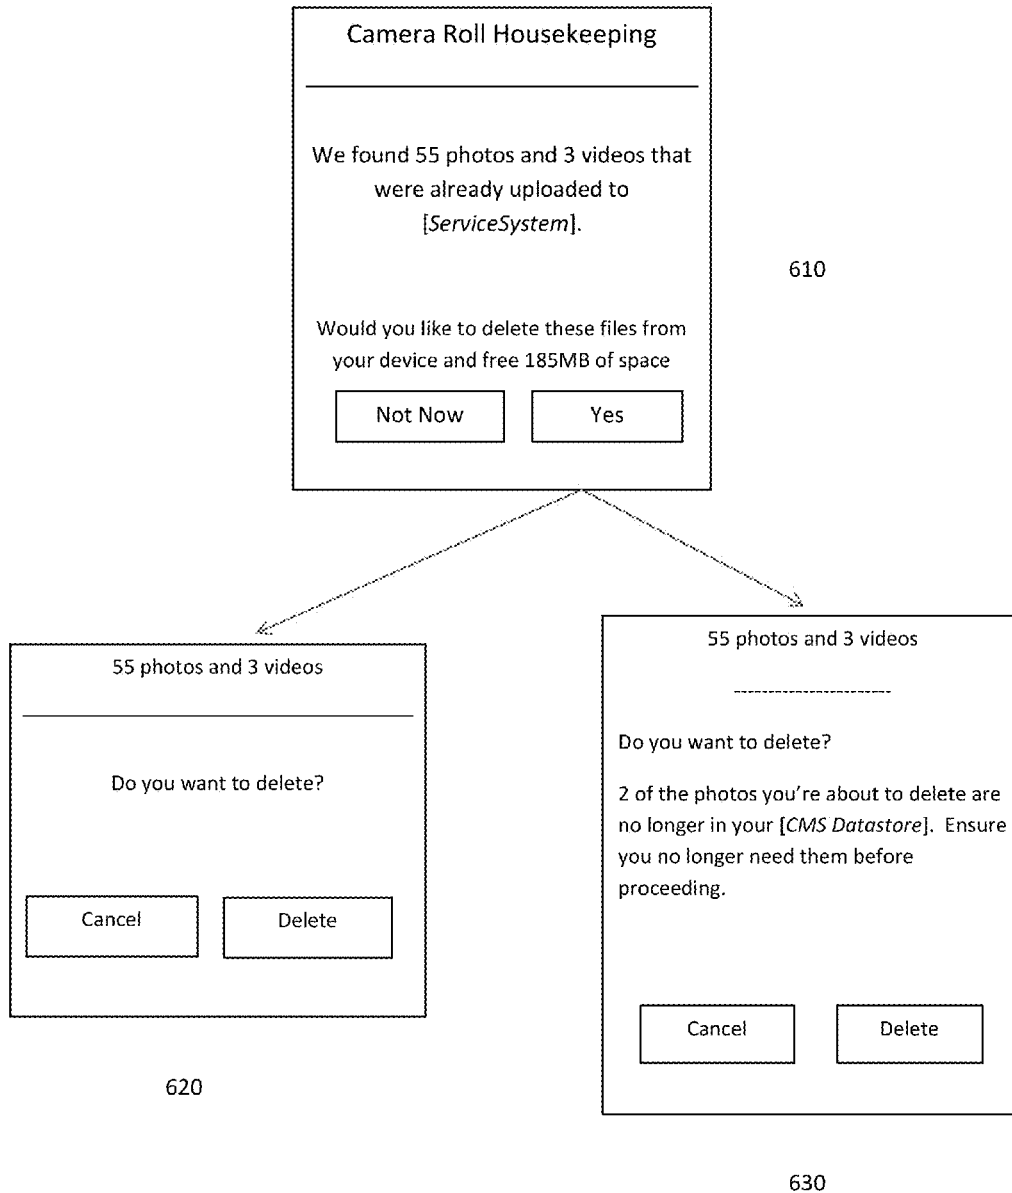 Camera Roll Housekeeping
We found 55 photos and 3 videos that
were already uploaded to
[ServiceSystem].
610
Would you like to delete these files from
your device and free 185MB of space
Not Now
Yes
55 photos and 3 videos
Do you want to delete?
Cancel
Delete
620
55 photos and 3 videos
Do you want to delete?
2 of the photos you're about to delete are
no longer in your [CMS Datastore].  Ensure
you no longer need them before
proceeding.
Cancel
Delete
630